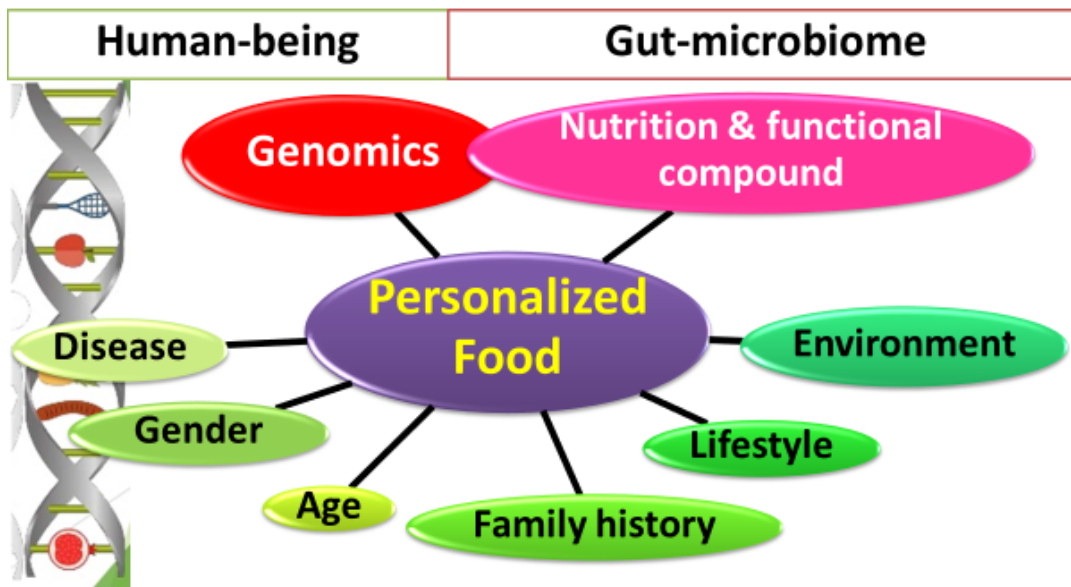 Human-being
Gut-microbiome
Genomics
Nutrition & functional
compound
Personalized
Food
Disease
Environment
Gender
Lifestyle
Age
Family history